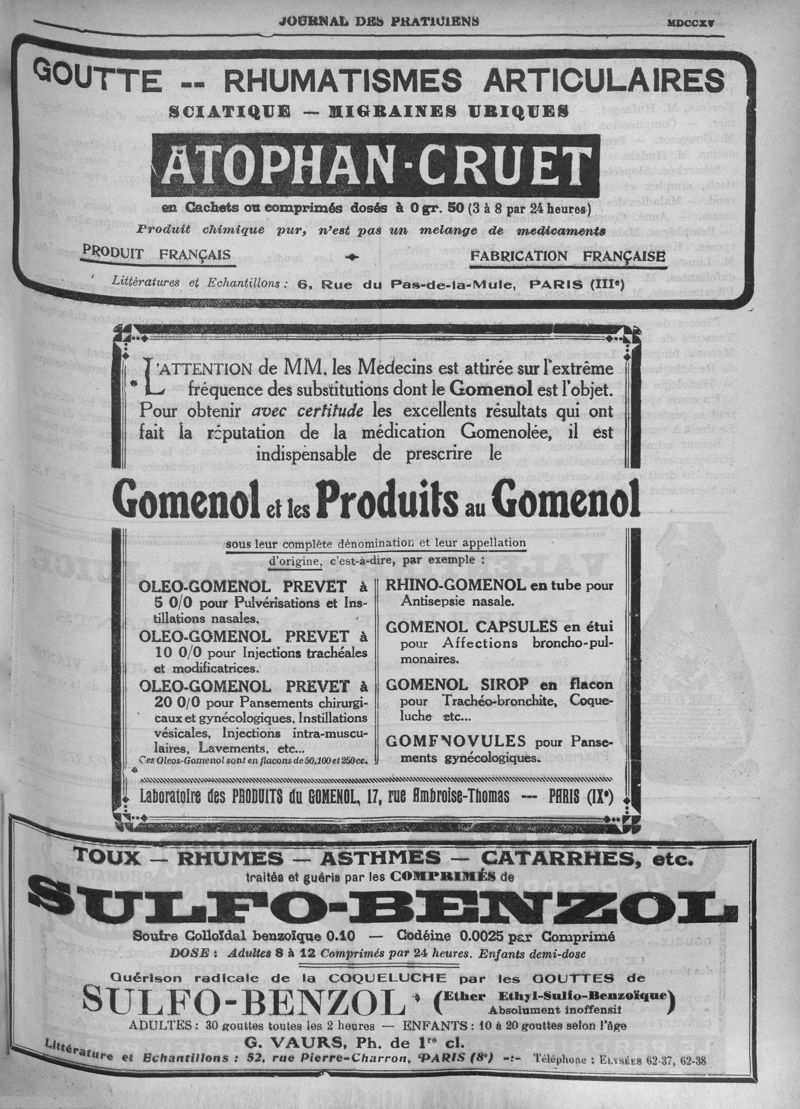 JOURNAL DES PRATICIENS
MDCCXV
GOUTTE -- RHUMATISMES ARTICULAIRES
SCIATIQUE — MIGRAINES URIQUES
ATOPHAN-CRUET
en Cachets ou comprimés dosés à 0 gr. 50 (3 à 8 par 24 heures)
Produit chimique pur, n'est pas un melange de medicaments
PRODUIT FRANÇAIS
FABRICATION FRANÇAISE
Littératures et Echantillons : 6, Rue du Pas-de-la-Mule, PARIS (IIIe)
L'ATTENTION de MM. les Médecins est attirée sur l'extrême
fréquence des substitutions dont le Gomenol est l'objet.
Pour obtenir avec certitude les excellents résultats qui ont
fait la réputation de la médication Gomenolée, il est
indispensable de prescrire le
Gomenol et les Produits au Gomenol
sous leur complète dénomination et leur appellation
d'origine, c'est-à-dire, par exemple :
OLEO-GOMENOL PREVET à
5 0/0 pour Pulvérisations et Ins-
tillations nasales.
OLEO-GOMENOL PREVET à
10 0/0 pour Injections trachéales
et modificatrices.
OLEO-GOMENOL PREVET à
20 0/0 pour Pansements chirurgi-
caux et gynécologiques, Instillations
vésicales, Injections intra-muscu-
laires, Lavements, etc...
Ces Oleos-Gomenol sont en flacons de 50, 100 et 250 cc.
RHINO-GOMENOL en tube pour
Antisepsie nasale.
GOMENOL CAPSULES en étui
pour Affections broncho-pul-
monaires.
GOMENOL SIROP en flacon
pour Trachéo-bronchite, Coque-
luche etc...
GOMENOVULES pour Panse-
ments gynécologiques.
Laboratoire des PRODUITS du GOMENOL, 17, rue Ambroise-Thomas — PARIS (IXe)
TOUX — RHUMES — ASTHMES — CATARRHES, etc.
traités et guéris par les COMPRIMÉS de
SULFO-BENZOL
Soufre Colloïdal benzoïque 0.10 — Codéine 0.0025 par Comprimé
DOSE : Adultes 8 à 12 Comprimés par 24 heures. Enfants demi-dose
Guérison radicale de la COQUELUCHE par les GOUTTES de
SULFO-BENZOL (Ether Ethyl-Sulfo-Benzoïque)
Absolument inoffensif
ADULTES : 30 gouttes toutes les 2 heures — ENFANTS : 10 à 20 gouttes selon l'âge
G. VAURS, Ph. de 1re cl.
Littérature et Echantillons : 52, rue Pierre-Charron, PARIS (8e) -:- Téléphone : ELYSÉES 62-37, 62-38